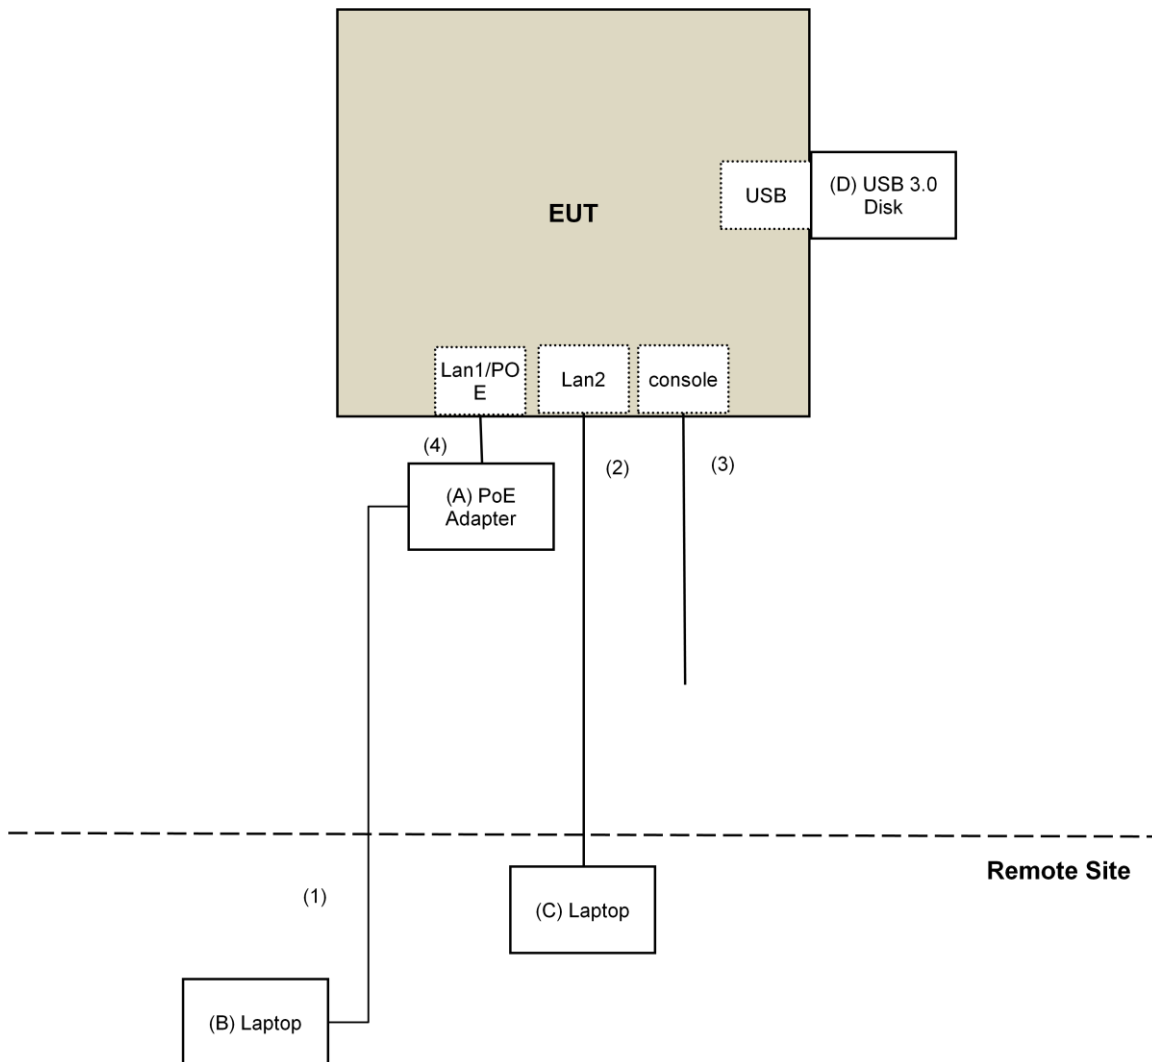 EUT
USB
(D) USB 3.0
Disk
Lan1/PO
E
Lan2
console
(4)
(2)
(3)
(A) PoE
Adapter
Remote Site
(1)
(C) Laptop
(B) Laptop